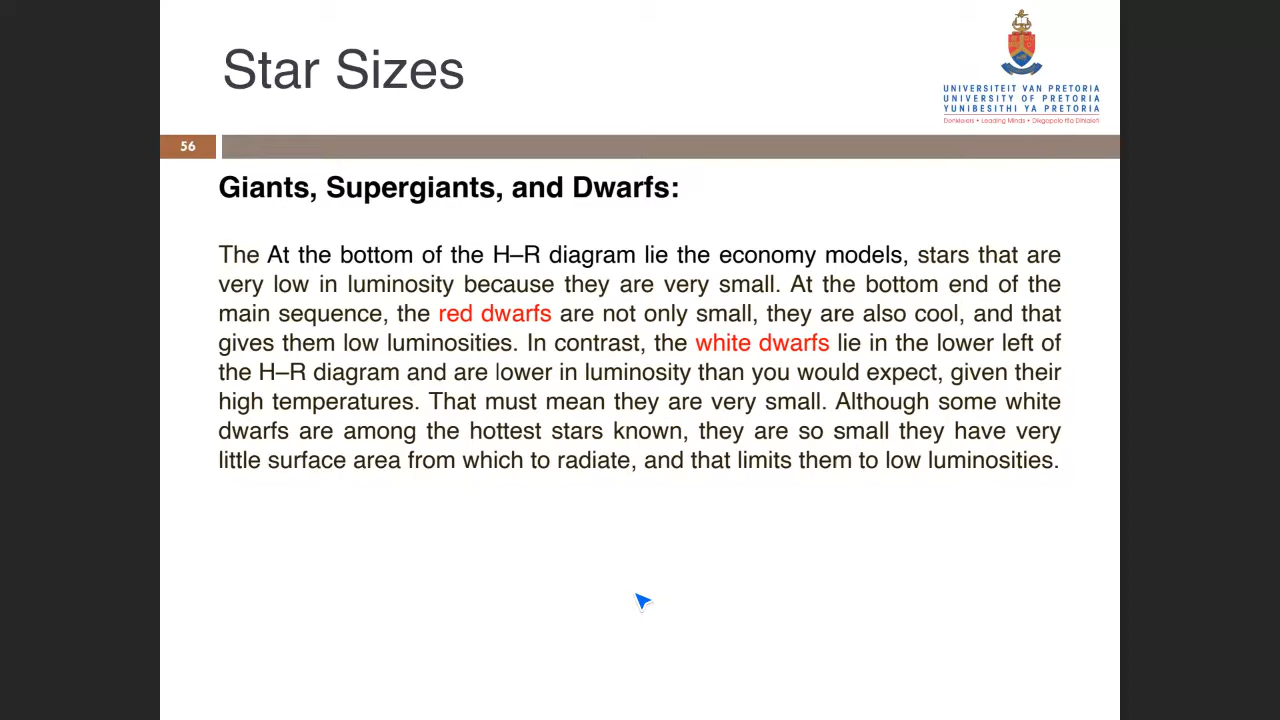 Star Sizes
UNIVERSITEIT VAN PRETORIA
UNIVERSITY OF PRETORIA
YUNIBESITHI YA PRETORIA
Denkleiers • Leading Minds • Dikgopolo tša Dihlalefi
56
Giants, Supergiants, and Dwarfs:
The At the bottom of the H–R diagram lie the economy models, stars that are
very low in luminosity because they are very small. At the bottom end of the
main sequence, the red dwarfs are not only small, they are also cool, and that
gives them low luminosities. In contrast, the white dwarfs lie in the lower left of
the H–R diagram and are lower in luminosity than you would expect, given their
high temperatures. That must mean they are very small. Although some white
dwarfs are among the hottest stars known, they are so small they have very
little surface area from which to radiate, and that limits them to low luminosities.